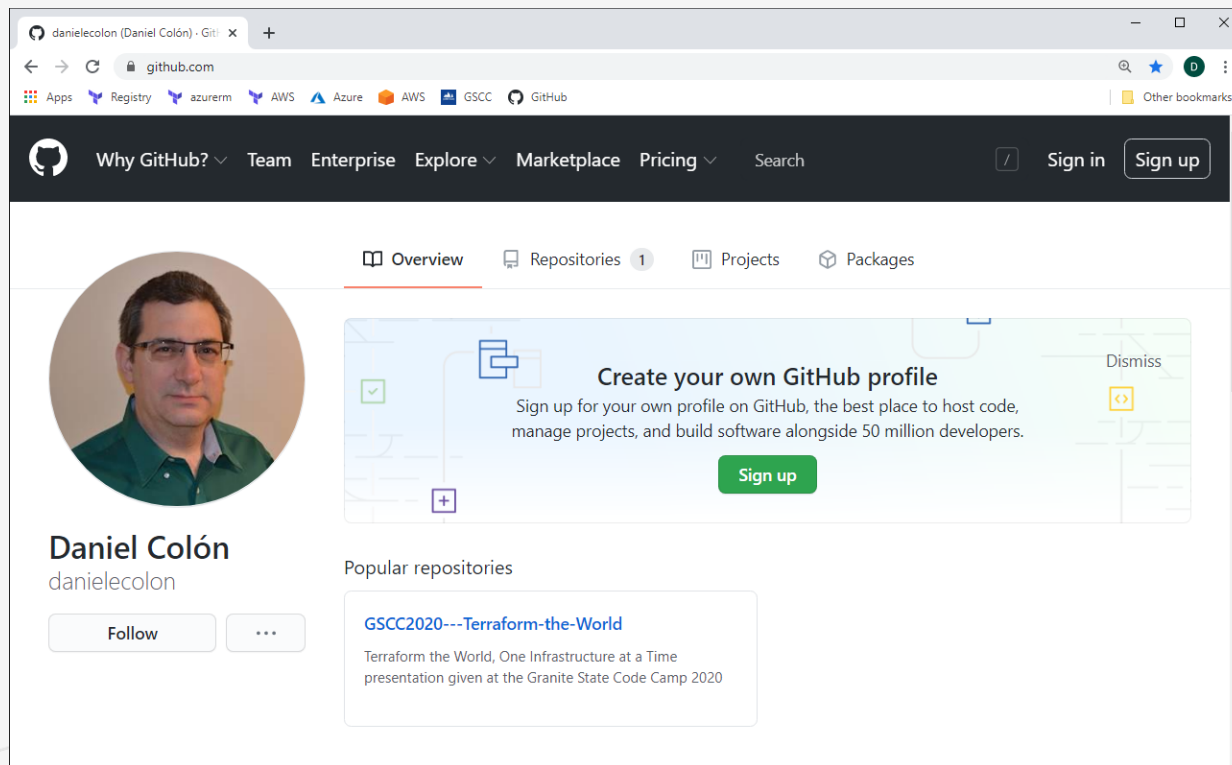 danielecolon (Daniel Colón) · Git
github.com
D
Apps Registry azurerm AWS Azure AWS GSCC GitHub Other bookmarks
Why GitHub? Team Enterprise Explore Marketplace Pricing Search / Sign in Sign up
Overview Repositories 1 Projects Packages
Dismiss
Create your own GitHub profile
Sign up for your own profile on GitHub, the best place to host code,
manage projects, and build software alongside 50 million developers.
Sign up
Daniel Colón
danielecolon
Follow ...
Popular repositories
GSCC2020---Terraform-the-World
Terraform the World, One Infrastructure at a Time
presentation given at the Granite State Code Camp 2020